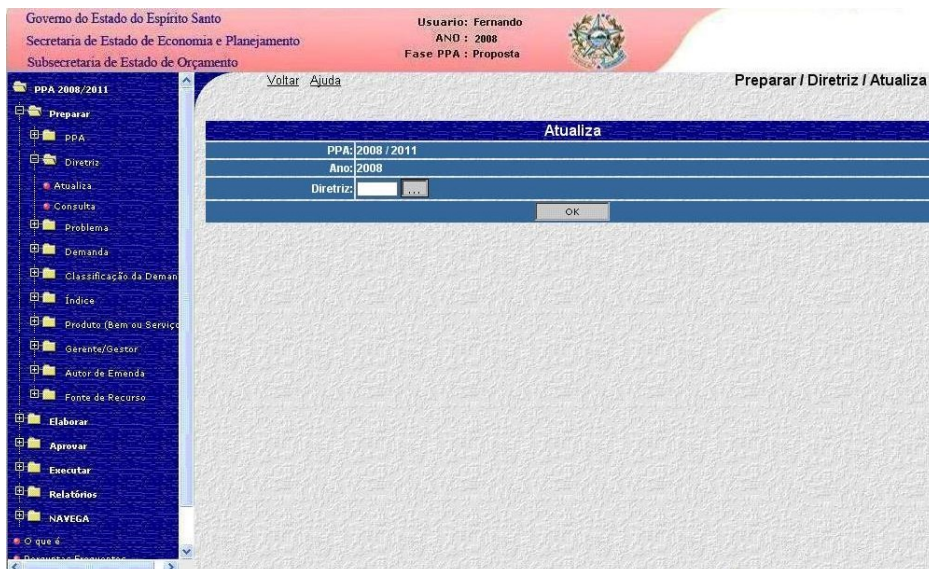 Governo do Estado do Espírito Santo
Secretaria de Estado de Economia e Planejamento
Subsecretaria de Estado de Orçamento
Usuario: Fernando
ANO : 2008
Fase PPA : Proposta
Voltar Ajuda
Preparar / Diretriz / Atualiza
PPA 2008/2011
Preparar
PPA
Diretriz
Atualiza
Consulta
Problema
Demanda
Classificação da Deman
Índice
Produto (Bem ou Serviço
Gerente/Gestor
Autor de Emenda
Fonte de Recurso
Elaborar
Aprovar
Executar
Relatórios
NAVEGA
O que é
Perguntas Frequentes
Atualiza
PPA: 2008 / 2011
Ano: 2008
Diretriz: ...
OK